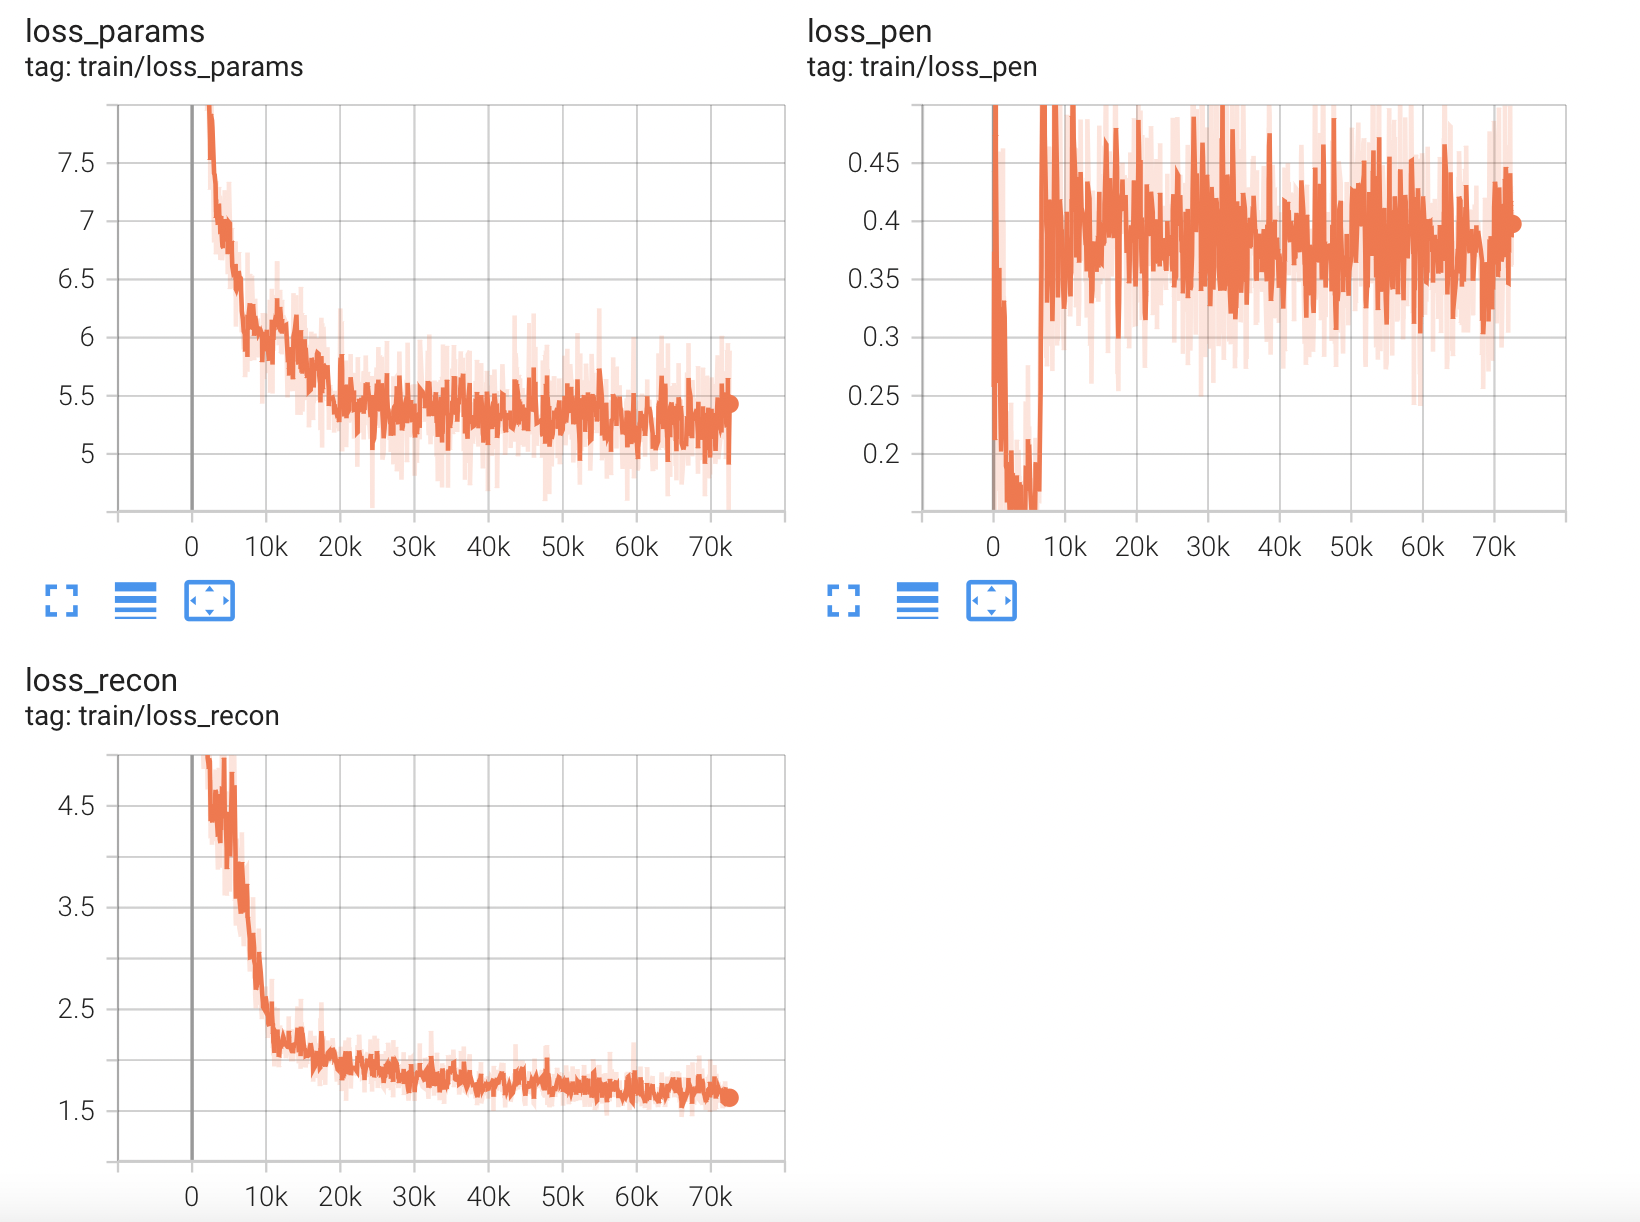 loss_params
tag: train/loss_params
7.5
7
6.5
6
5.5
5
0 10k 20k 30k 40k 50k 60k 70k
loss_pen
tag: train/loss_pen
0.45
0.4
0.35
0.3
0.25
0.2
0 10k 20k 30k 40k 50k 60k 70k
loss_recon
tag: train/loss_recon
4.5
3.5
2.5
1.5
0 10k 20k 30k 40k 50k 60k 70k